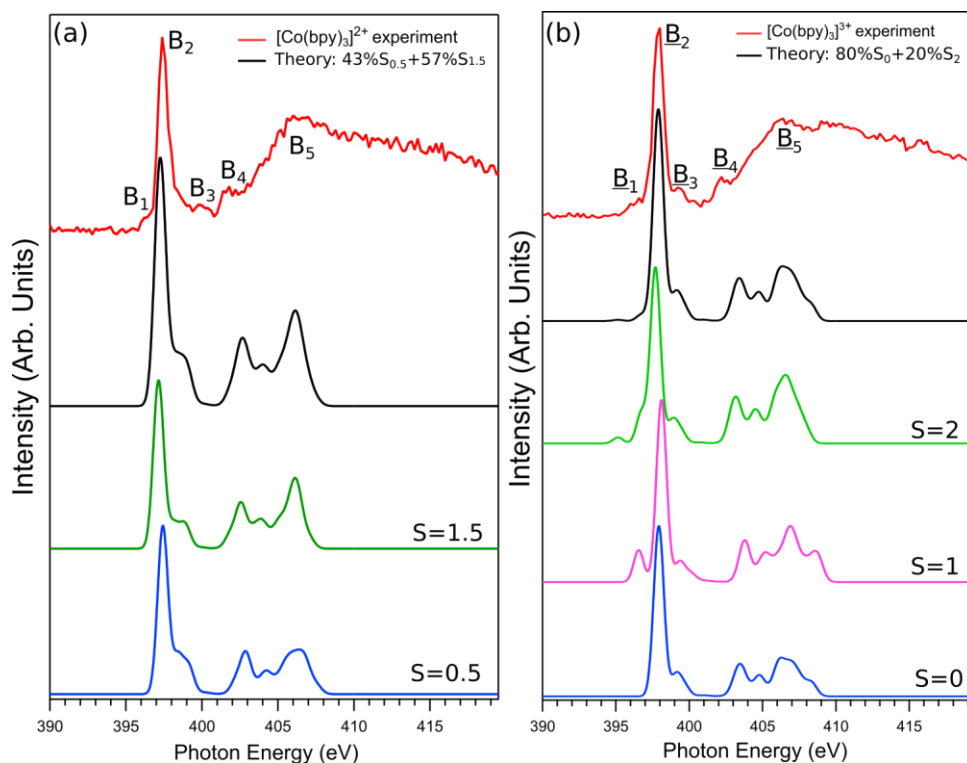 (a)
[Co(bpy)₃]²⁺ experiment
Theory: 43%S₀.₅+57%S₁.₅
B₂
B₁
B₃
B₄
B₅
S=1.5
S=0.5
Intensity (Arb. Units)
390 395 400 405 410 415
Photon Energy (eV)
(b)
[Co(bpy)₃]³⁺ experiment
Theory: 80%S₀+20%S₂
B₂
B₁
B₃
B₄
B₅
S=2
S=1
S=0
Intensity (Arb. Units)
390 395 400 405 410 415
Photon Energy (eV)